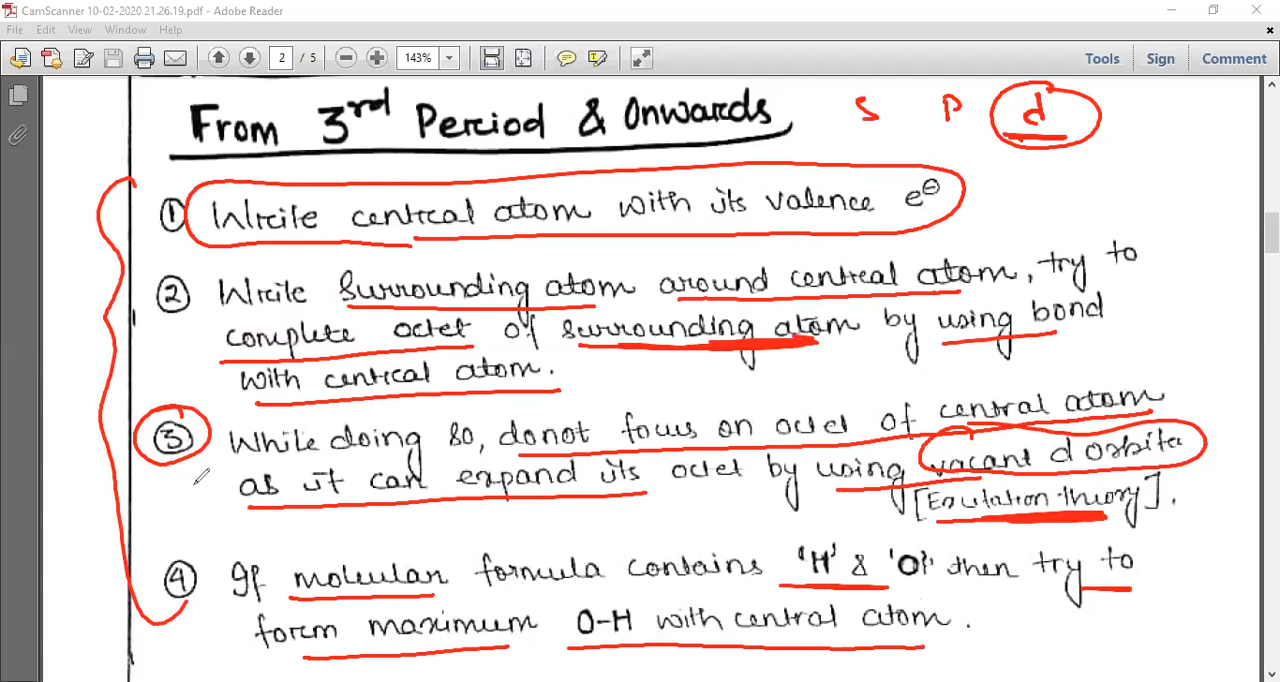 CamScanner 10-02-2020 21.26.19.pdf - Adobe Reader
File Edit View Window Help
2 / 5 143% Tools Sign Comment
From 3rd Period & Onwards S P d
① Write central atom with its valence e⊖
② Write Surrounding atom around central atom, try to
complete octet of surrounding atom by using bond
with central atom.
③ While doing so, donot focus on octet of central atom
as it can expand its octet by using vacant d orbita
[Excitation theory].
④ If molecular formula contains 'H' & 'O' then try to
form maximum O-H with central atom.